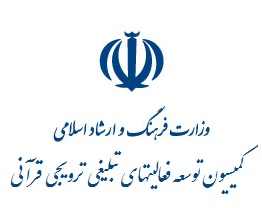 وزارت فرهنگ و ارشاد اسلامی
کمیسیون توسعه فعالیتهای تبلیغی ترویجی قرآنی